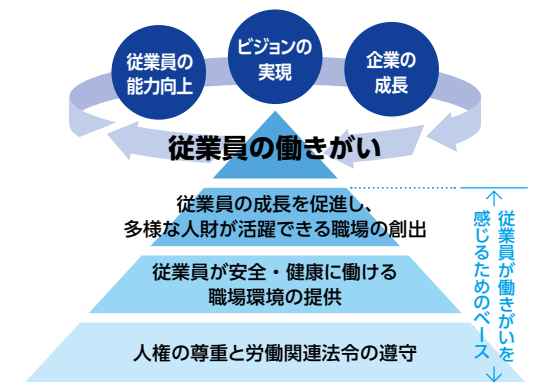 従業員の
能力向上
ビジョンの
実現
企業の
成長
従業員の働きがい
従業員の成長を促進し、
多様な人財が活躍できる職場の創出
従業員が安全・健康に働ける
職場環境の提供
人権の尊重と労働関連法令の遵守
従業員が働きがいを
感じるためのベース